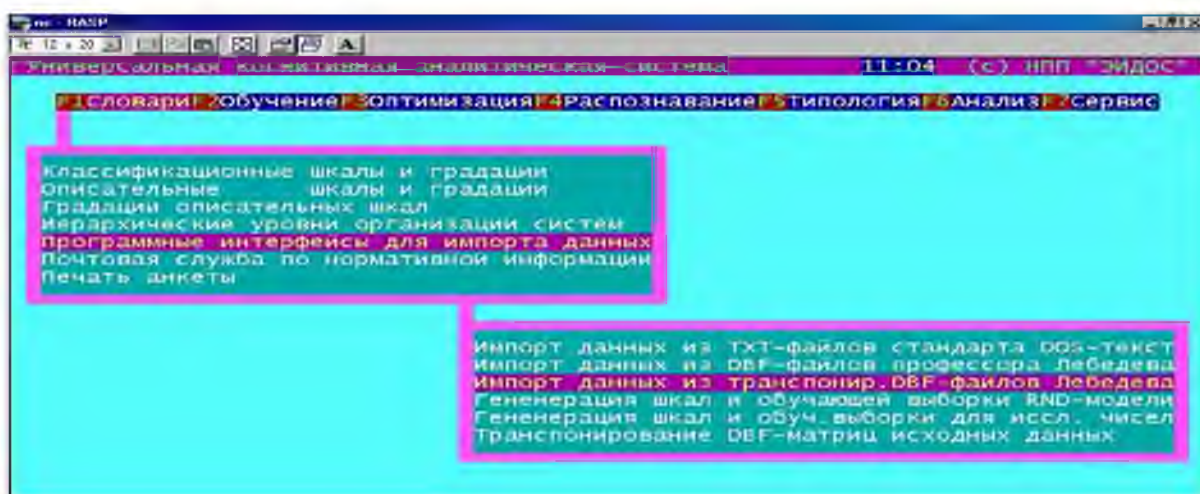 nc - RASP
12 x 20 A
Универсальная когнитивная аналитическая система 11:04 (c) НПП "ЭЙДОС"
F1Словари F2Обучение F3Оптимизация F4Распознавание F5Типология F6Анализ F7Сервис
Классификационные шкалы и градации
Описательные шкалы и градации
Градации описательных шкал
Иерархические уровни организации систем
Программные интерфейсы для импорта данных
Почтовая служба по нормативной информации
Печать анкеты
Импорт данных из TXT-файлов стандарта DOS-текст
Импорт данных из DBF-файлов профессора Лебедева
Импорт данных из транспонир.DBF-файлов Лебедева
Гененерация шкал и обучающей выборки RND-модели
Гененерация шкал и обуч.выборки для иссл. чисел
Транспонирование DBF-матриц исходных данных